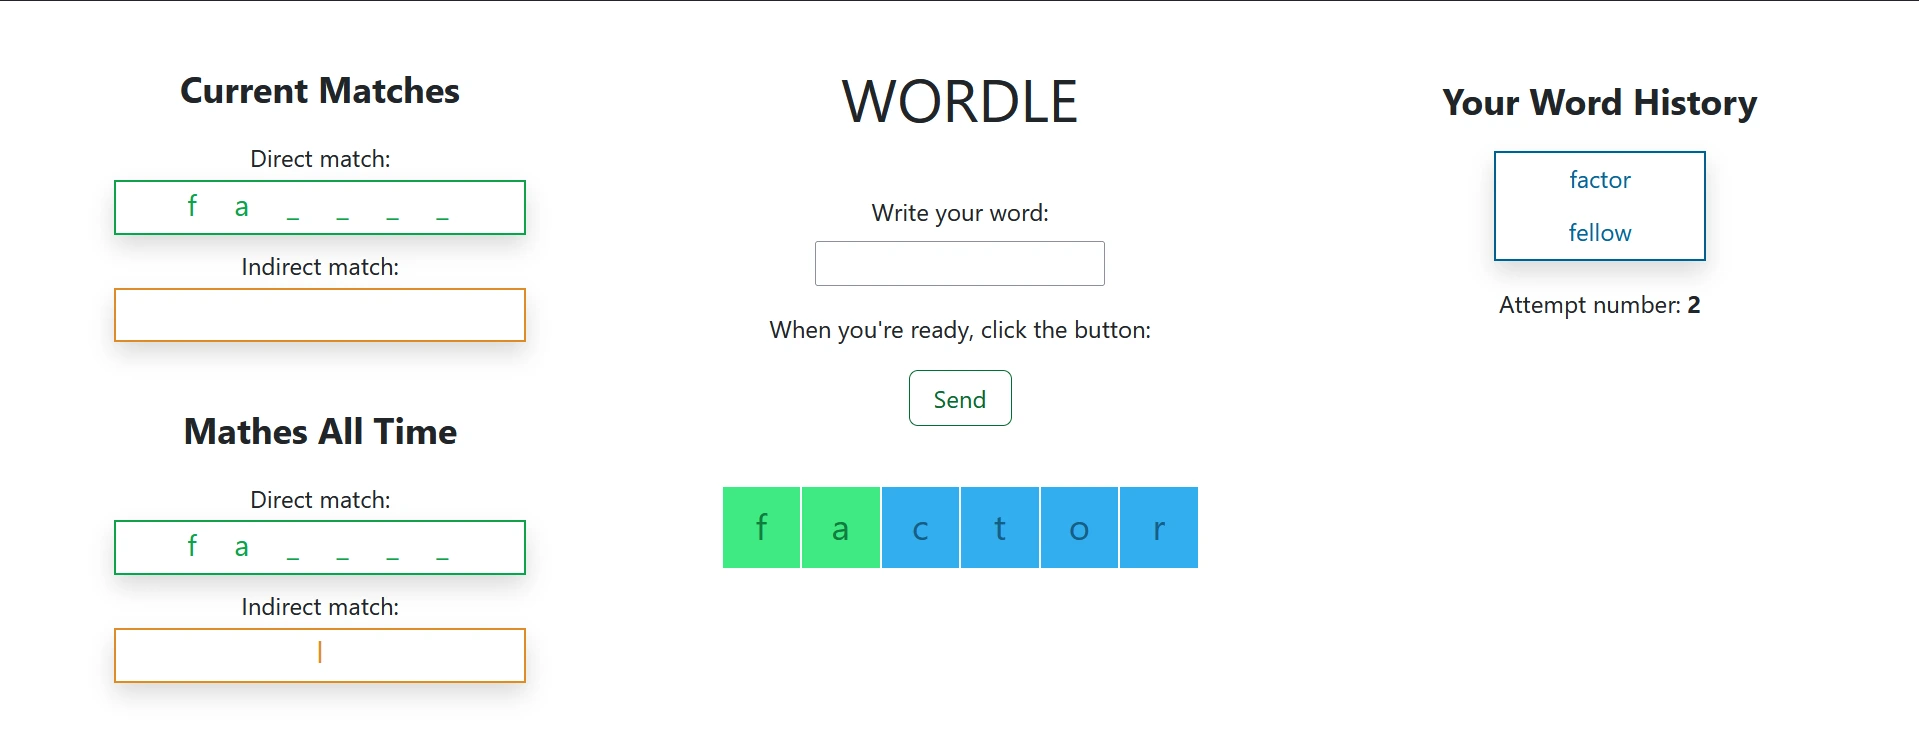 Current Matches
Direct match:
f a _ _ _ _
Indirect match:
Mathes All Time
Direct match:
f a _ _ _ _
Indirect match:
l
WORDLE
Write your word:
When you're ready, click the button:
Send
f a c t o r
Your Word History
factor
fellow
Attempt number: 2